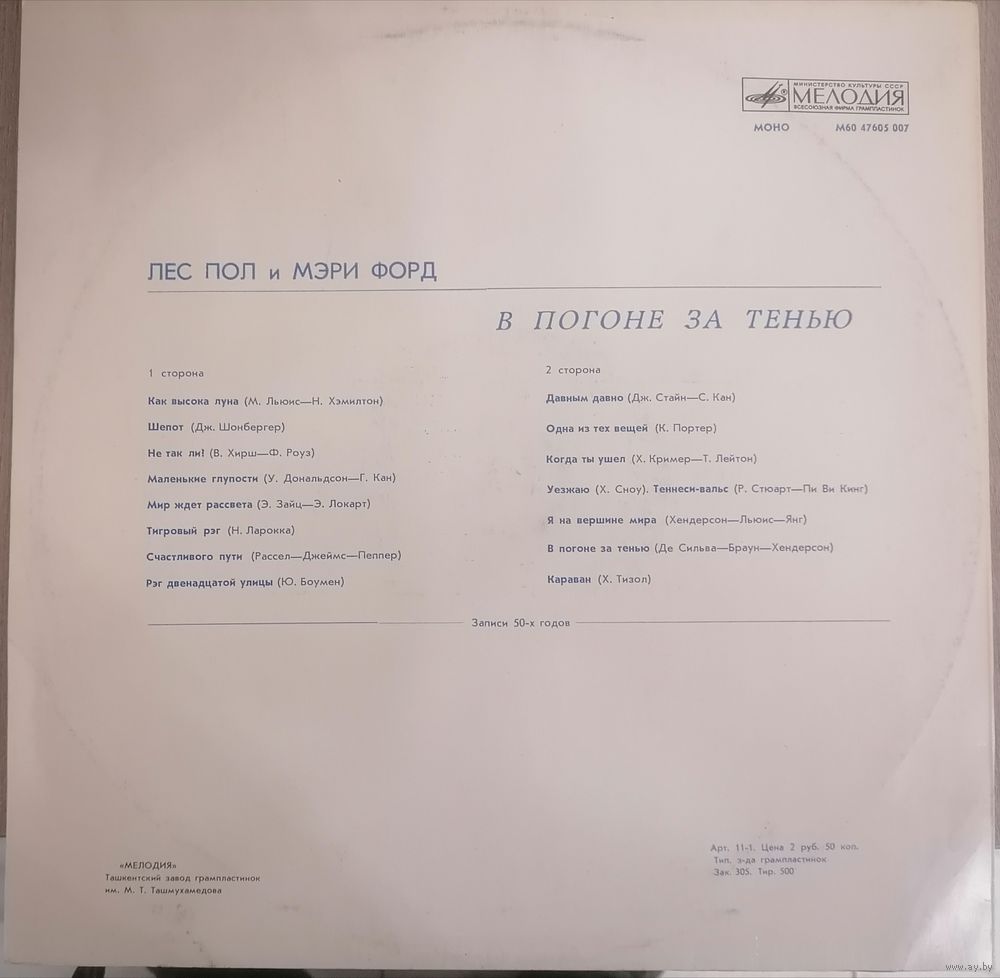 МИНИСТЕРСТВО КУЛЬТУРЫ СССР
МЕЛОДИЯ
ВСЕСОЮЗНАЯ ФИРМА ГРАМПЛАСТИНОК
МОНО М60 47605 007
ЛЕС ПОЛ и МЭРИ ФОРД
В ПОГОНЕ ЗА ТЕНЬЮ
1 сторона
Как высока луна (М. Льюис—Н. Хэмилтон)
Шепот (Дж. Шонбергер)
Не так ли! (В. Хирш—Ф. Роуз)
Маленькие глупости (У. Дональдсон—Г. Кан)
Мир ждет рассвета (Э. Зайц—Э. Локарт)
Тигровый рэг (Н. Ларокка)
Счастливого пути (Рассел—Джеймс—Пеппер)
Рэг двенадцатой улицы (Ю. Боумен)
2 сторона
Давным давно (Дж. Стайн—С. Кан)
Одна из тех вещей (К. Портер)
Когда ты ушел (Х. Кример—Т. Лейтон)
Уезжаю (Х. Сноу). Теннеси-вальс (Р. Стюарт—Пи Ви Кинг)
Я на вершине мира (Хендерсон—Льюис—Янг)
В погоне за тенью (Де Сильва—Браун—Хендерсон)
Караван (Х. Тизол)
Записи 50-х годов
«МЕЛОДИЯ»
Ташкентский завод грампластинок
им. М. Т. Ташмухамедова
Арт. 11-1. Цена 2 руб. 50 коп.
Тип. з-да грампластинок
Зак. 305. Тир. 500
www.ay.by